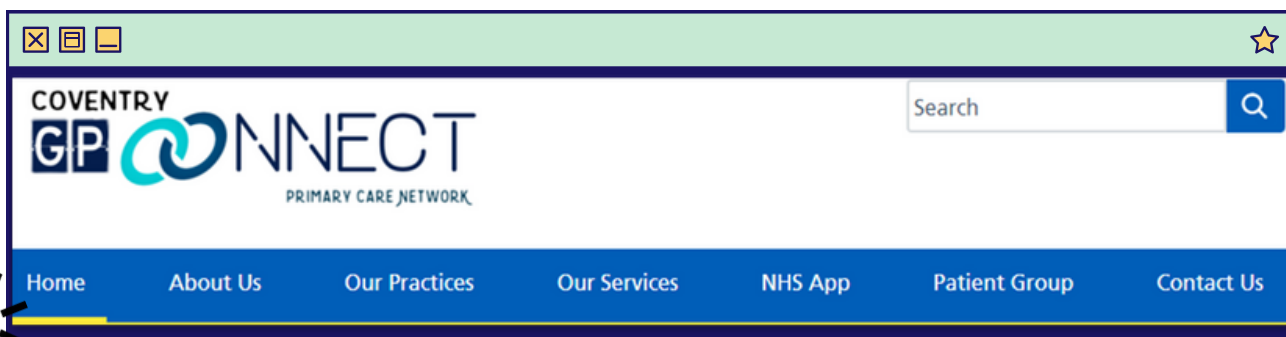 COVENTRY
GP CONNECT
PRIMARY CARE NETWORK
Search
Home About Us Our Practices Our Services NHS App Patient Group Contact Us